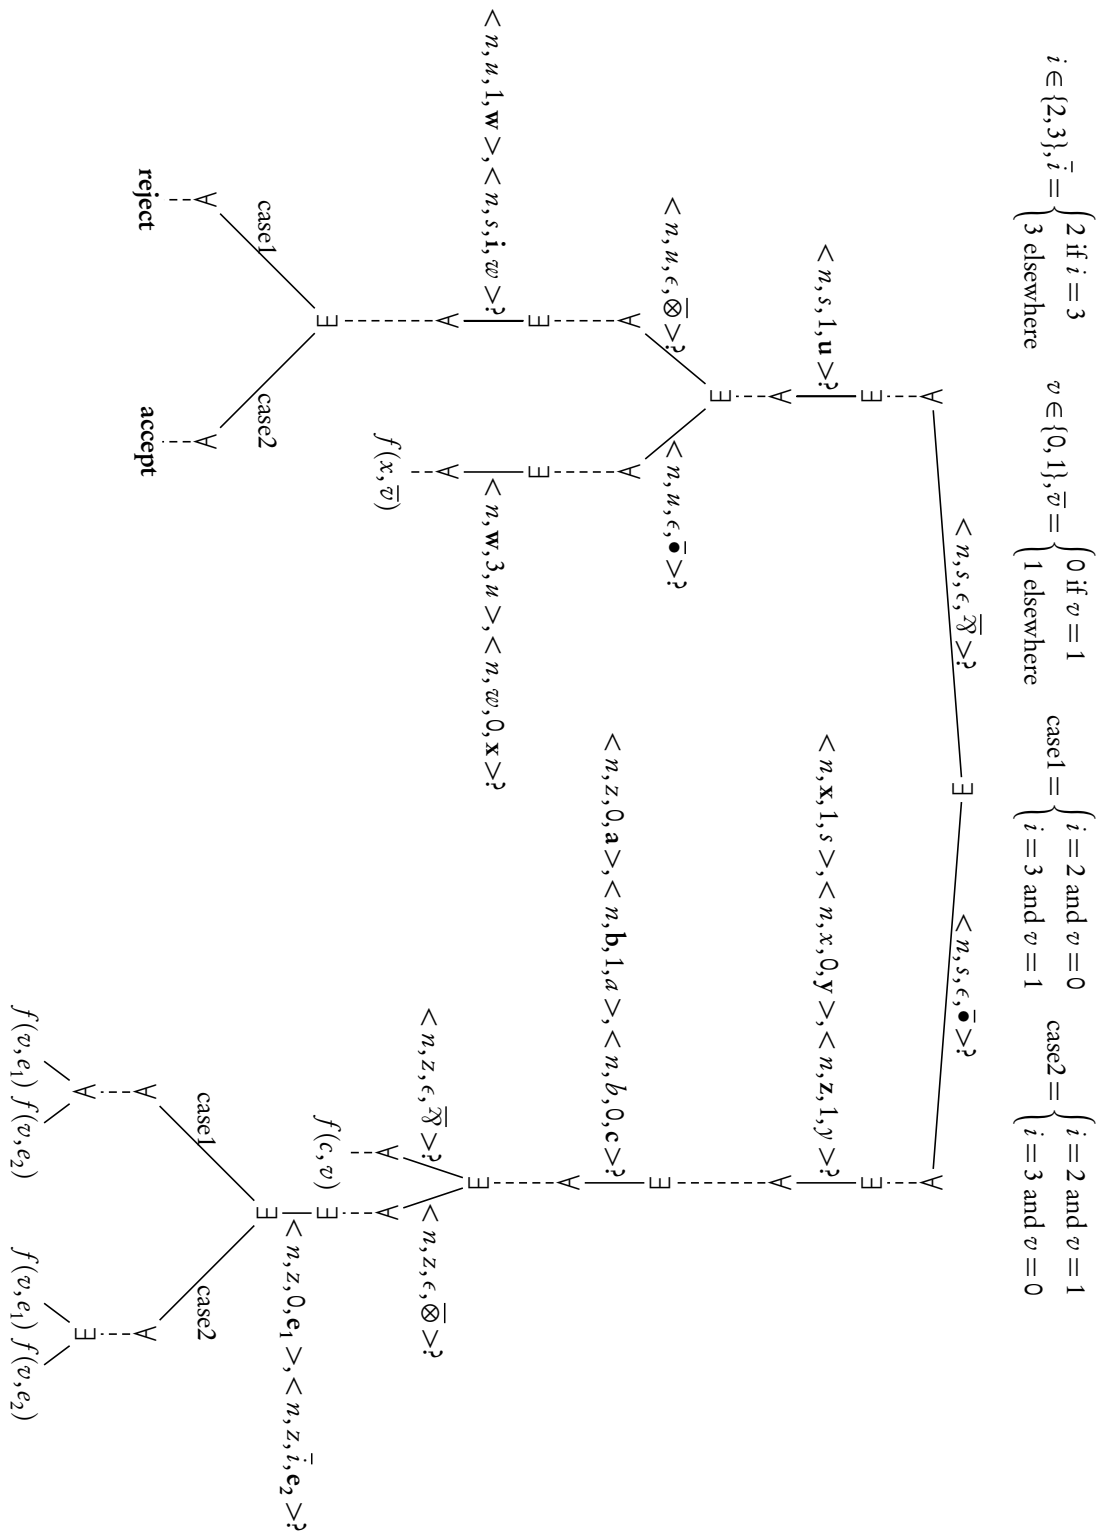 i ∈ {2,3}, i̅ = { 2 if i = 3
3 elsewhere
v ∈ {0,1}, v̅ = { 0 if v = 1
1 elsewhere
case1 = { i = 2 and v = 0
i = 3 and v = 1
case2 = { i = 2 and v = 1
i = 3 and v = 0
∃
< n,s,ϵ,⅋̅ >?
< n,s,ϵ,•̅ >?
∀ ∀
∃ ∃
< n,s,1,u >?
< n,x,1,s >,< n,x,0,y >,< n,z,1,y >?
∀ ∀
∃
< n,u,ϵ,⊗̅ >?
< n,u,ϵ,•̅ >?
∃
∀ ∀
< n,z,0,a >,< n,b,1,a >,< n,b,0,c >?
∀
∃ ∃
< n,u,1,w >,< n,s,i,w >?
< n,w,3,u >,< n,w,0,x >?
∃
∀ ∀
< n,z,ϵ,⅋̅ >?
< n,z,ϵ,⊗̅ >?
f(x,v̅)
∀ ∀
∃
f(c,v)
∃
< n,z,0,e₁ >,< n,z,i̅,e₂ >?
case1
case2
∃
∀ ∀
case1
case2
reject
accept
∀ ∀
∀ ∃
f(v,e₁) f(v,e₂)
f(v,e₁) f(v,e₂)